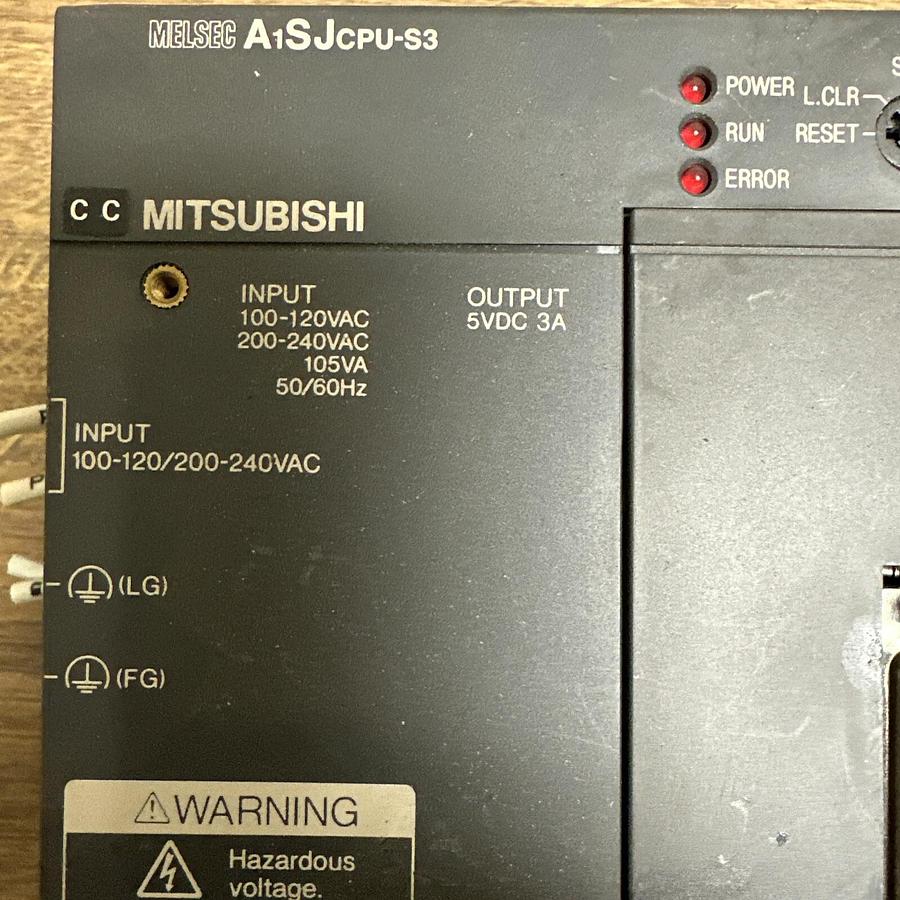 MELSEC A1SJCPU-S3
S
POWER
L.CLR
RUN
RESET
ERROR
C C MITSUBISHI
INPUT
100-120VAC
200-240VAC
105VA
50/60Hz
OUTPUT
5VDC 3A
INPUT
100-120/200-240VAC
P
(LG)
(FG)
WARNING
Hazardous
voltage.